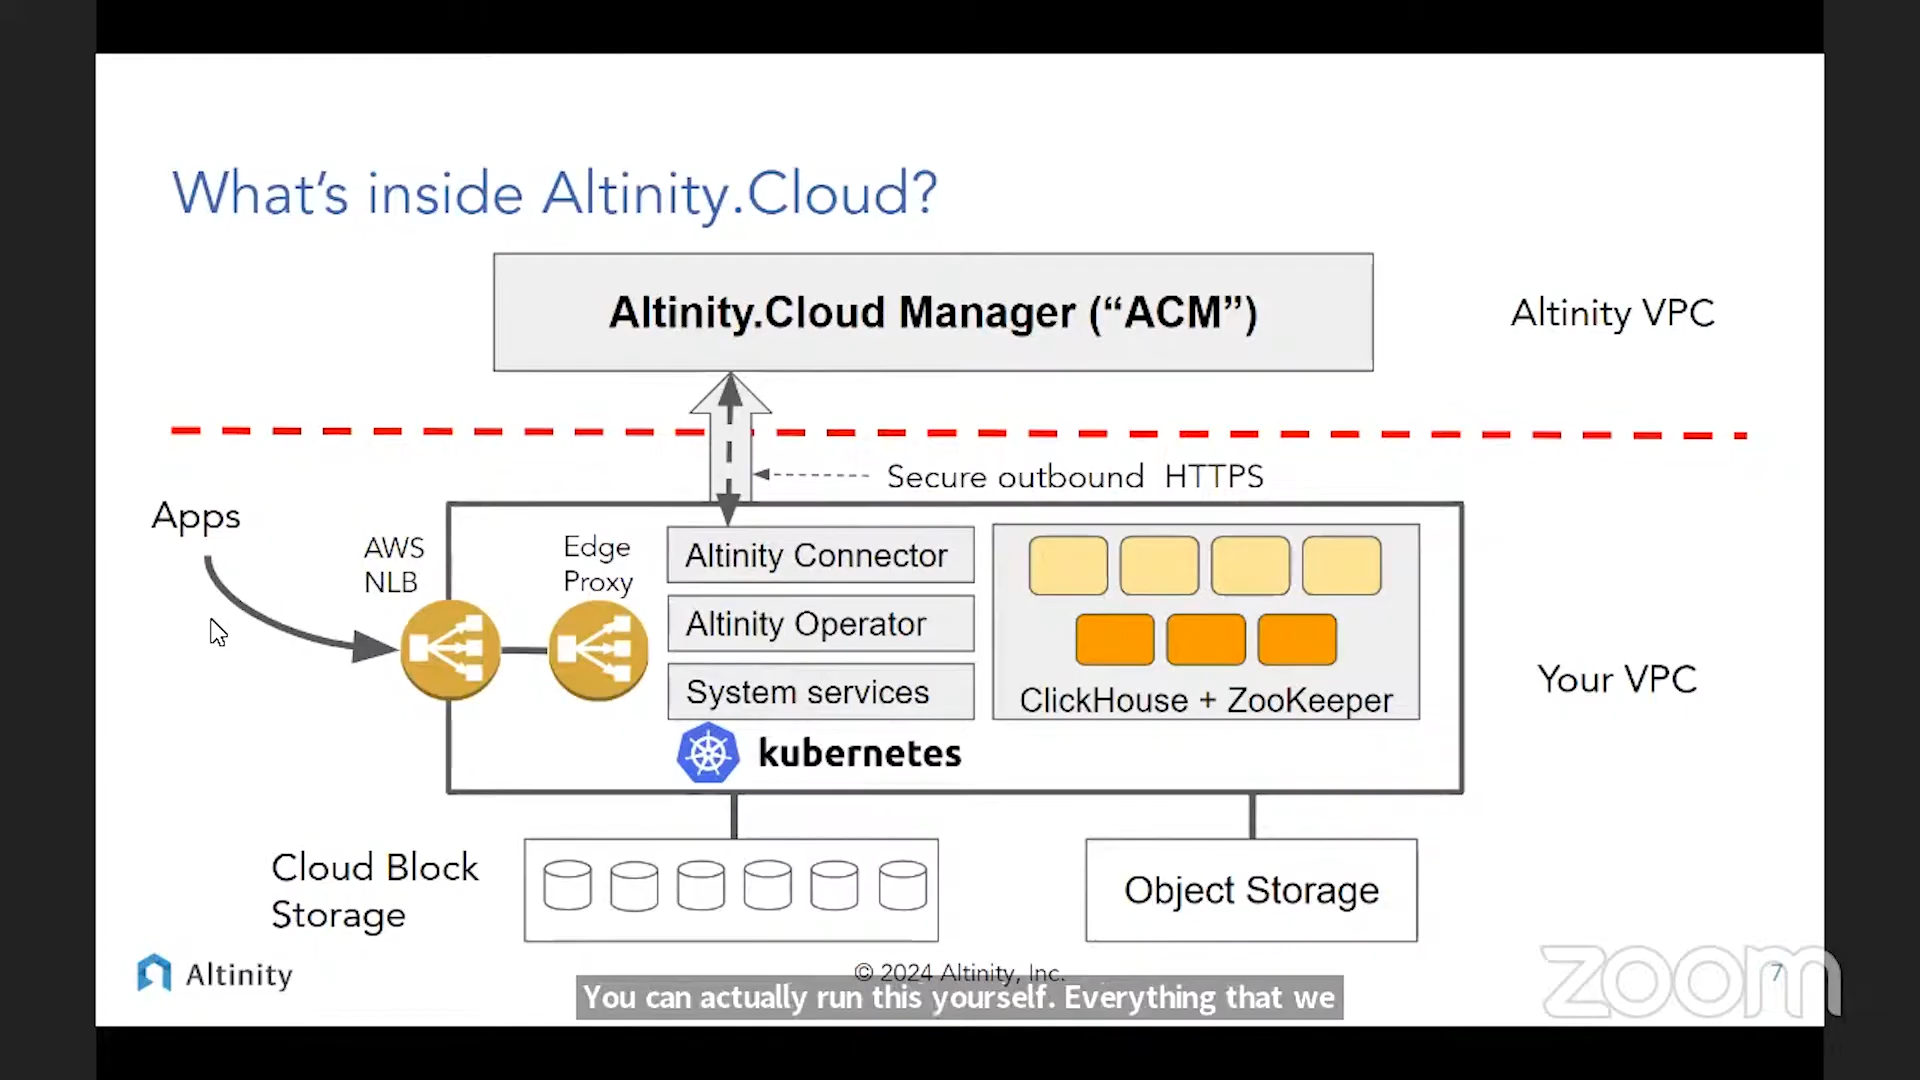 What's inside Altinity.Cloud?
Altinity.Cloud Manager (“ACM”)
Altinity VPC
Secure outbound HTTPS
Apps
AWS
NLB
Edge
Proxy
Altinity Connector
Altinity Operator
System services
kubernetes
ClickHouse + ZooKeeper
Your VPC
Cloud Block
Storage
Object Storage
Altinity
© 2024 Altinity, Inc.
7
You can actually run this yourself. Everything that we
zoom